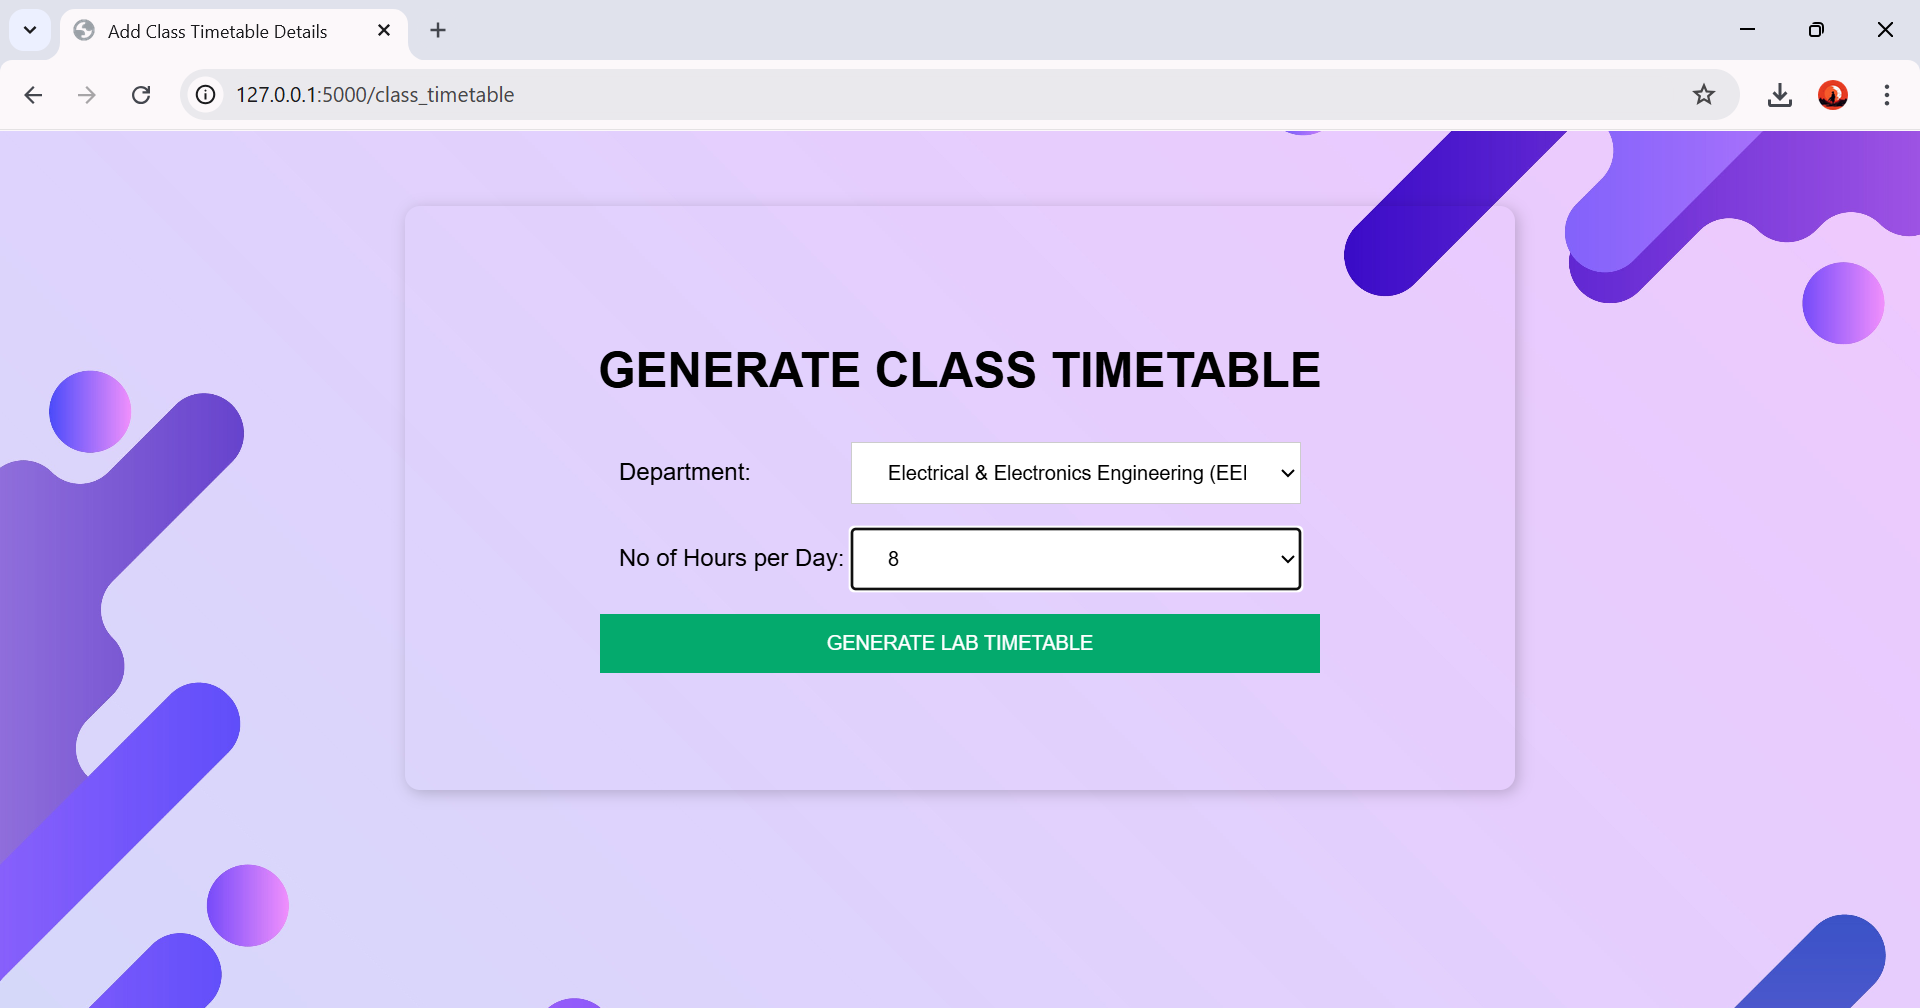 Add Class Timetable Details
127.0.0.1:5000/class_timetable
GENERATE CLASS TIMETABLE
Department:
Electrical & Electronics Engineering (EEI
No of Hours per Day:
8
GENERATE LAB TIMETABLE